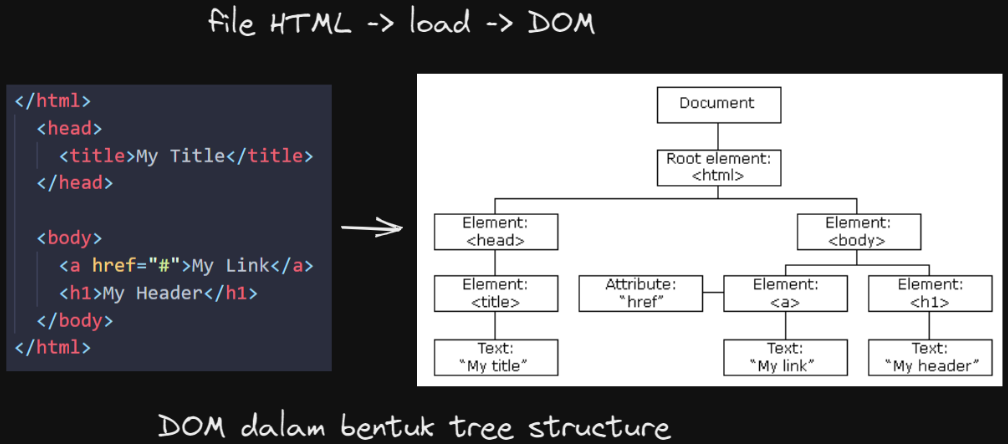 file HTML -> load -> DOM
</html>
<head>
<title>My Title</title>
</head>
<body>
<a href="#">My Link</a>
<h1>My Header</h1>
</body>
</html>
Document
Root element:
<html>
Element:
<head>
Element:
<body>
Element:
<title>
Attribute:
"href"
Element:
<a>
Element:
<h1>
Text:
"My title"
Text:
"My link"
Text:
"My header"
DOM dalam bentuk tree structure